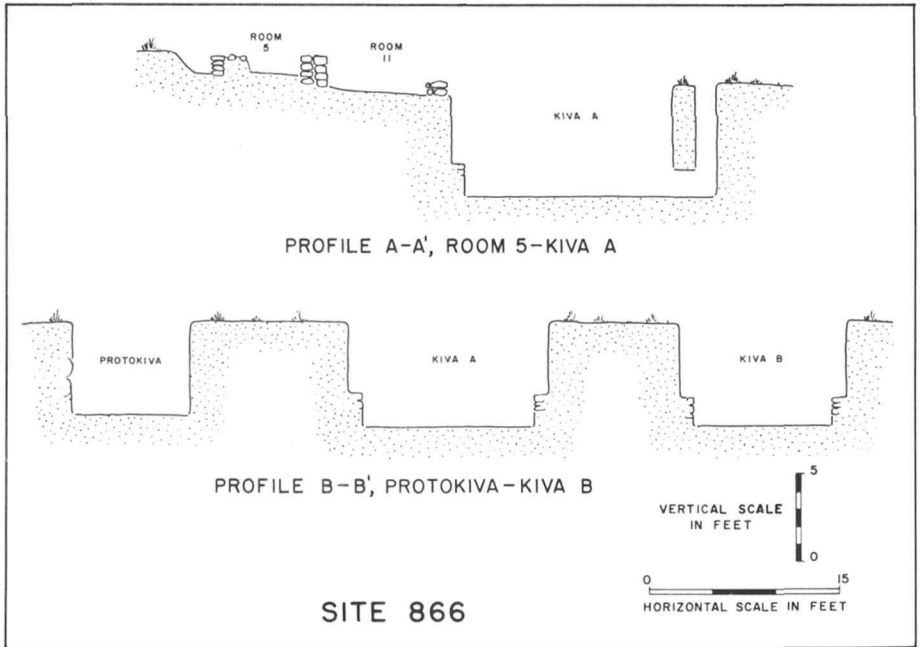 ROOM
5
ROOM
11
KIVA A
PROFILE A-A', ROOM 5-KIVA A
PROTOKIVA
KIVA A
KIVA B
PROFILE B-B', PROTOKIVA-KIVA B
5
VERTICAL SCALE
IN FEET
0
0 15
HORIZONTAL SCALE IN FEET
SITE 866